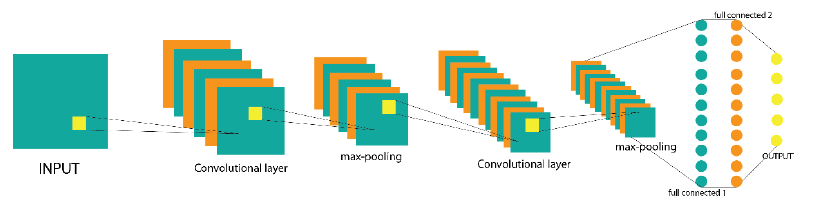 INPUT
Convolutional layer
max-pooling
Convolutional layer
max-pooling
full connected 1
full connected 2
OUTPUT